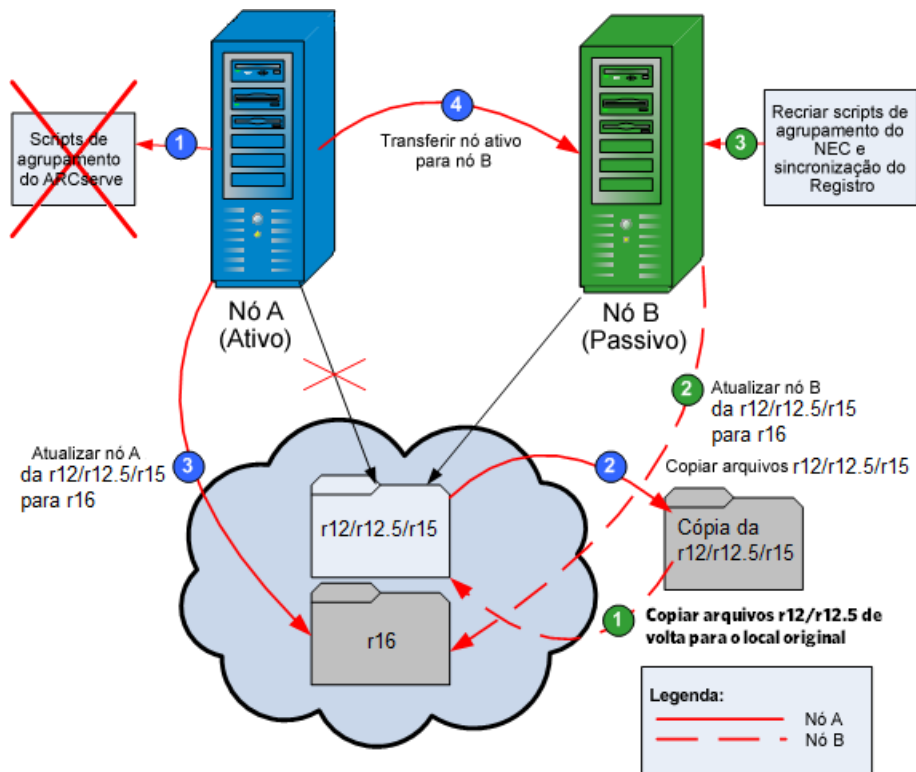 Scripts de
agrupamento
do ARCserve
1
4
Transferir nó ativo
para nó B
3
Recriar scripts de
agrupamento do
NEC e
sincronização do
Registro
Nó A
(Ativo)
Nó B
(Passivo)
2
Atualizar nó B
da r12/r12.5/r15
para r16
Atualizar nó A
da r12/r12.5/r15
para r16
3
2
Copiar arquivos r12/r12.5/r15
r12/r12.5/r15
Cópia da
r12/r12.5/r15
r16
1
Copiar arquivos r12/r12.5 de
volta para o local original
Legenda:
Nó A
Nó B